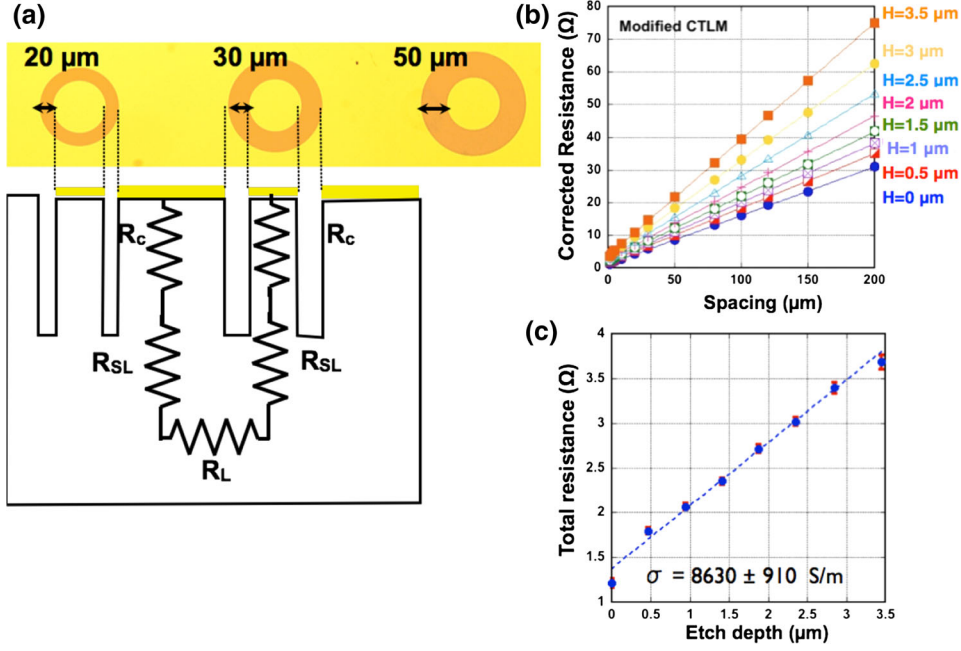 (a)
20 µm
30 µm
50 µm
Rc
Rc
RSL
RSL
RL
(b)
Corrected Resistance (Ω)
80
70
60
50
40
30
20
10
0
Modified CTLM
H=3.5 µm
H=3 µm
H=2.5 µm
H=2 µm
H=1.5 µm
H=1 µm
H=0.5 µm
H=0 µm
0
50
100
150
200
Spacing (µm)
(c)
Total resistance (Ω)
4
3.5
3
2.5
2
1.5
1
σ = 8630 ± 910 S/m
0
0.5
1
1.5
2
2.5
3
3.5
Etch depth (µm)